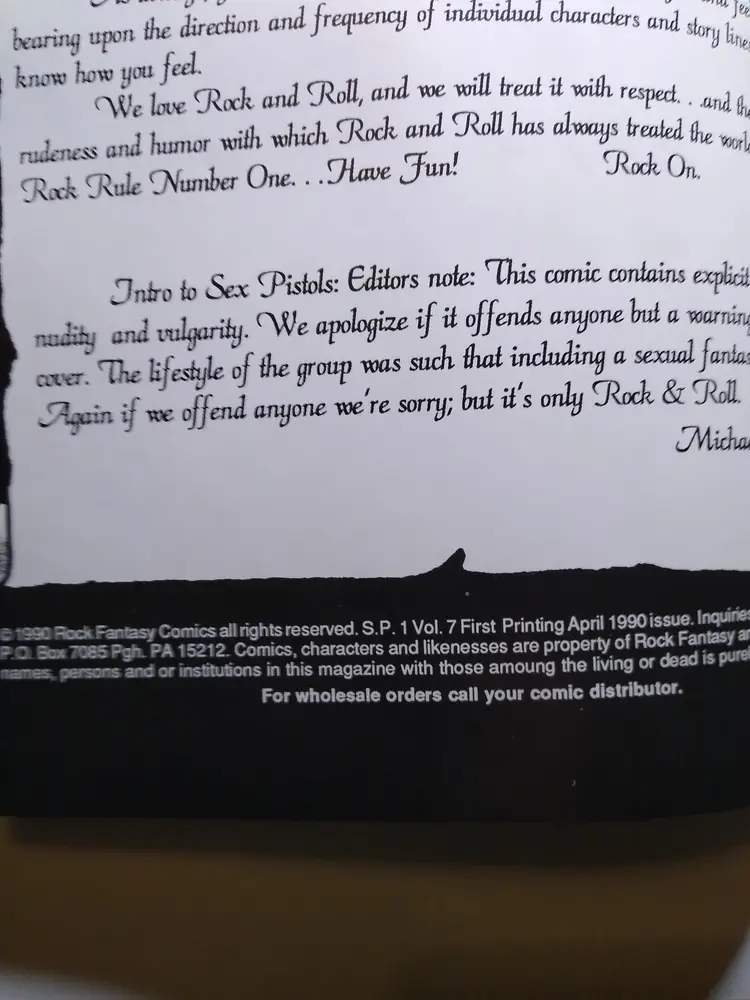 bearing upon the direction and frequency of individual characters and story line
know how you feel.
We love Rock and Roll, and we will treat it with respect. . .and the
rudeness and humor with which Rock and Roll has always treated the worl
Rock Rule Number One. . .Have Fun! Rock On.
Intro to Sex Pistols: Editors note: This comic contains explicit
nudity and vulgarity. We apologize if it offends anyone but a warning
cover. The lifestyle of the group was such that including a sexual fantas
Again if we offend anyone we're sorry; but it's only Rock & Roll.
Micha
©1990 Rock Fantasy Comics all rights reserved. S.P. 1 Vol. 7 First Printing April 1990 issue. Inquiries
P.O. Box 7085 Pgh. PA 15212. Comics, characters and likenesses are property of Rock Fantasy a
names, persons and or institutions in this magazine with those amoung the living or dead is purel
For wholesale orders call your comic distributor.